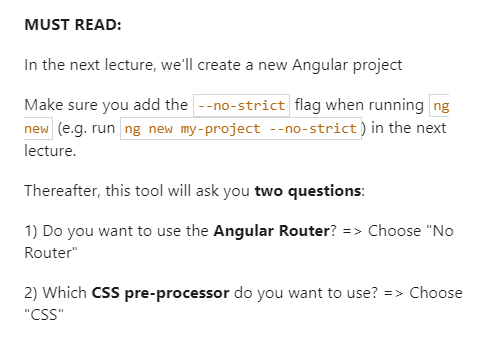 MUST READ:
In the next lecture, we'll create a new Angular project
Make sure you add the --no-strict flag when running ng
new (e.g. run ng new my-project --no-strict) in the next
lecture.
Thereafter, this tool will ask you two questions:
1) Do you want to use the Angular Router? => Choose "No
Router"
2) Which CSS pre-processor do you want to use? => Choose
"CSS"